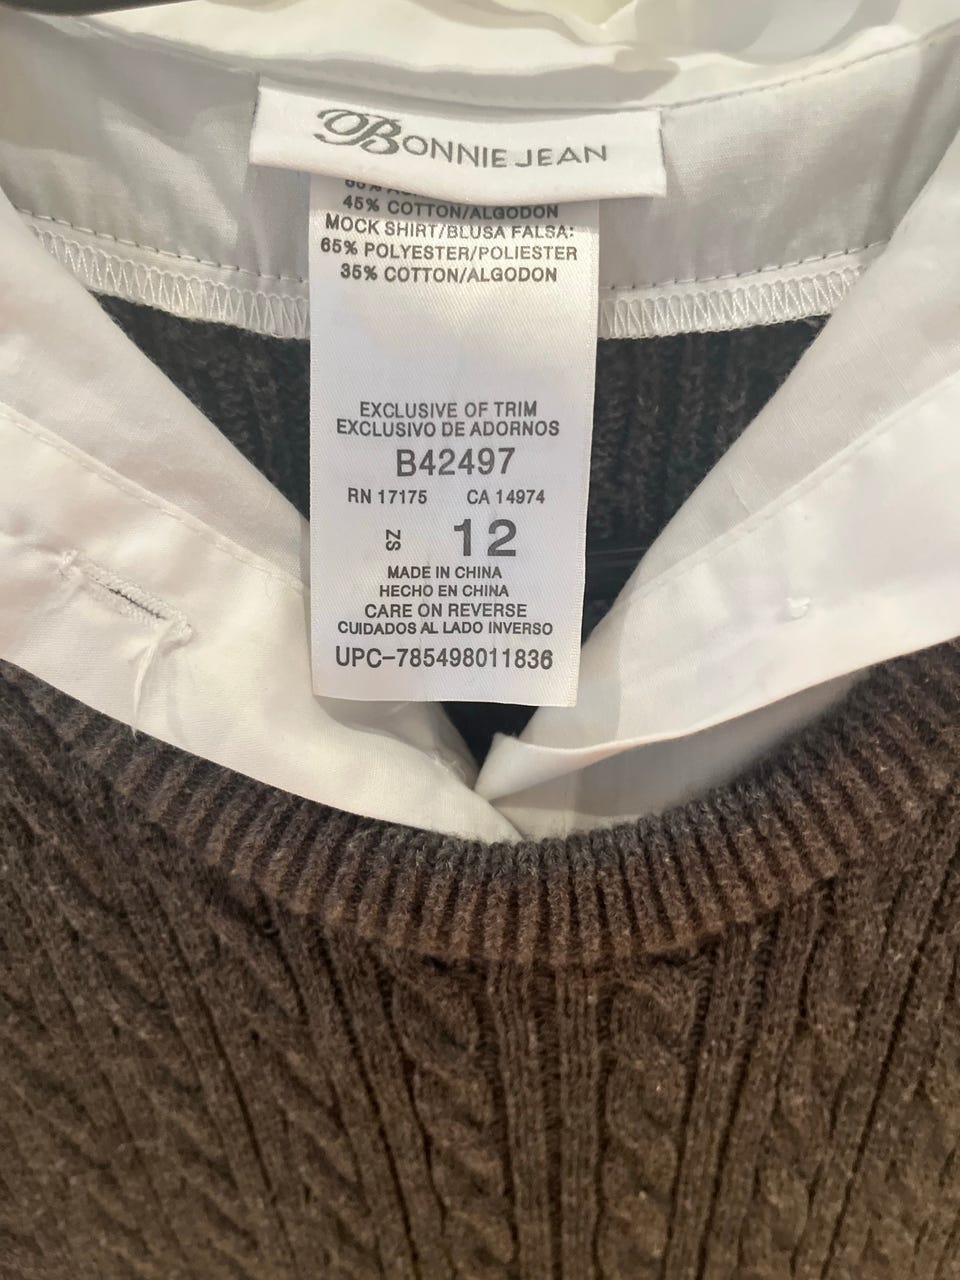 BONNIE JEAN
45% COTTON/ALGODON
MOCK SHIRT/BLUSA FALSA:
65% POLYESTER/POLIESTER
35% COTTON/ALGODON
EXCLUSIVE OF TRIM
EXCLUSIVO DE ADORNOS
B42497
RN 17175 CA 14974
ZS 12
MADE IN CHINA
HECHO EN CHINA
CARE ON REVERSE
CUIDADOS AL LADO INVERSO
UPC-785498011836